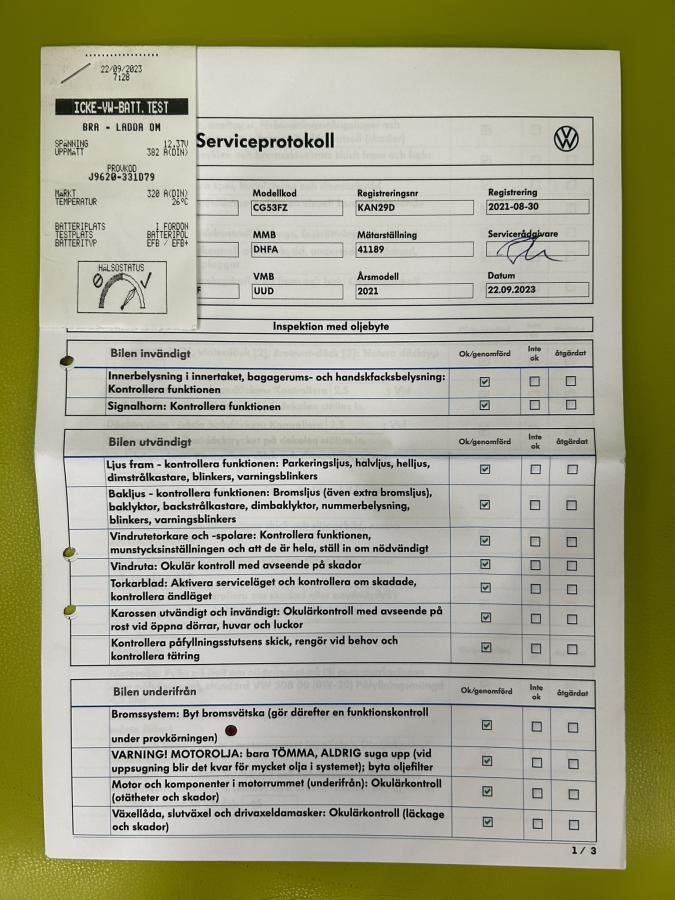 22/09/2023
7:28
ICKE-VW-BATT.TEST
BRA - LADDA OM
SPÄNNING 12.37V
UPPMÄTT 382 A(DIN)
PROVKOD
J9620-331D79
MÄRKT 320 A(DIN)
TEMPERATUR 26°C
BATTERIPLATS I FORDON
TESTPLATS BATTERIPOL
BATTERITYP EFB / EFB+
HÄLSOSTATUS
Serviceprotokoll
Modellkod Registreringsnr Registrering
CG53FZ KAN29D 2021-08-30
MMB Mätarställning Servicerådgivare
DHFA 41189
VMB Årsmodell Datum
F UUD 2021 22.09.2023
Inspektion med oljebyte
Bilen invändigt Ok/genomförd Inte ok åtgärdat
Innerbelysning i innertaket, bagagerums- och handskfacksbelysning:
Kontrollera funktionen
Signalhorn: Kontrollera funktionen
Bilen utvändigt Ok/genomförd Inte ok åtgärdat
Ljus fram - kontrollera funktionen: Parkeringsljus, halvljus, helljus,
dimstrålkastare, blinkers, varningsblinkers
Bakljus - kontrollera funktionen: Bromsljus (även extra bromsljus),
baklyktor, backstrålkastare, dimbaklyktor, nummerbelysning,
blinkers, varningsblinkers
Vindrutetorkare och -spolare: Kontrollera funktionen,
munstycksinställningen och att de är hela, ställ in om nödvändigt
Vindruta: Okulär kontroll med avseende på skador
Torkarblad: Aktivera serviceläget och kontrollera om skadade,
kontrollera ändläget
Karossen utvändigt och invändigt: Okulärkontroll med avseende på
rost vid öppna dörrar, huvar och luckor
Kontrollera påfyllningsstutsens skick, rengör vid behov och
kontrollera tätring
Bilen underifrån Ok/genomförd Inte ok åtgärdat
Bromssystem: Byt bromsvätska (gör därefter en funktionskontroll
under provkörningen)
VARNING! MOTOROLJA: bara TÖMMA, ALDRIG suga upp (vid
uppsugning blir det kvar för mycket olja i systemet); byta oljefilter
Motor och komponenter i motorrummet (underifrån): Okulärkontroll
(otätheter och skador)
Växellåda, slutväxel och drivaxeldamasker: Okulärkontroll (läckage
och skador)
1 / 3